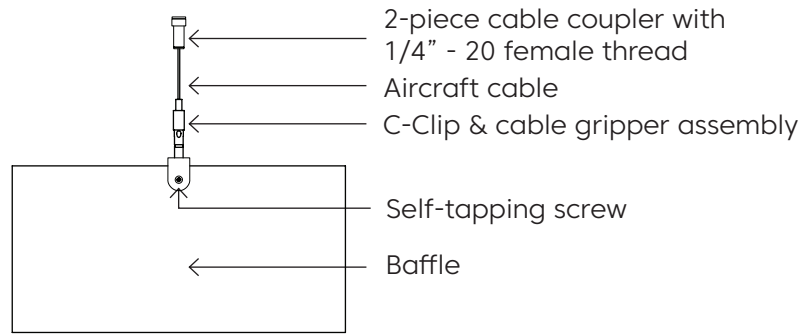 2-piece cable coupler with
1/4” - 20 female thread
Aircraft cable
C-Clip & cable gripper assembly
Self-tapping screw
Baffle